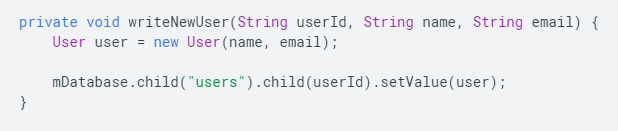 private void writeNewUser(String userId, String name, String email) {
    User user = new User(name, email);

    mDatabase.child("users").child(userId).setValue(user);
}